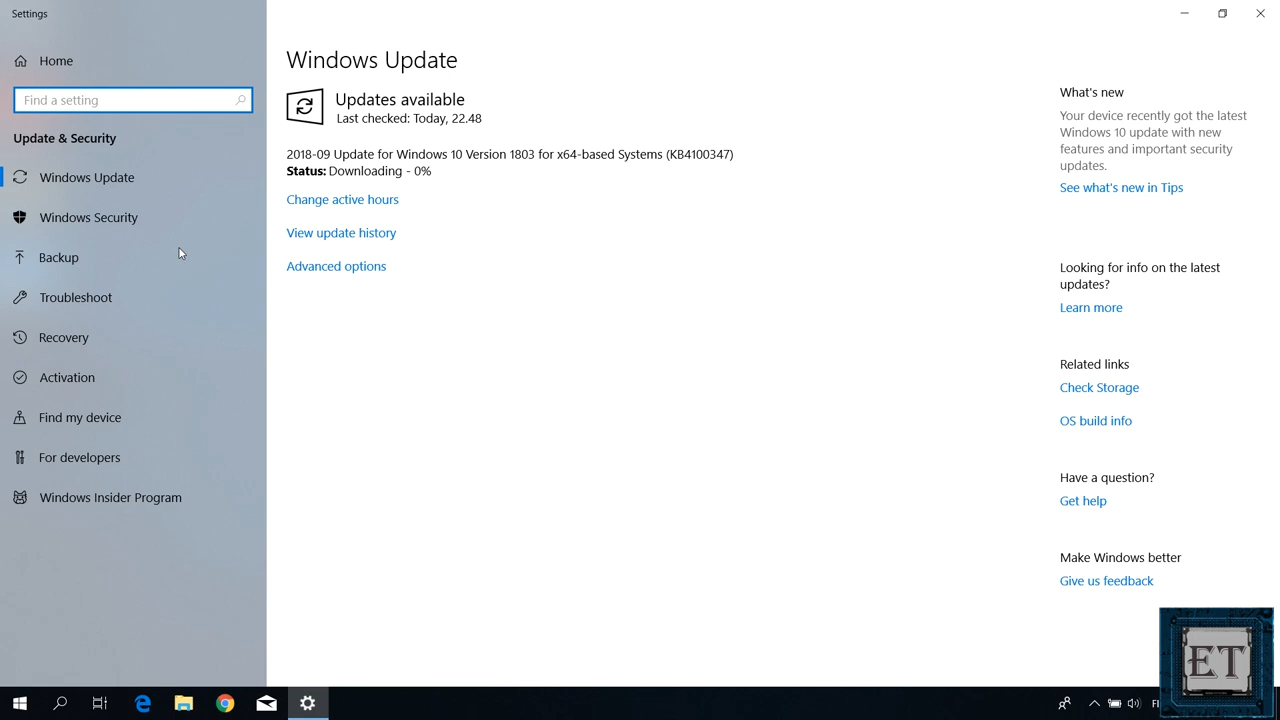 Settings
Home
Find a setting
Update & Security
Windows Update
Windows Security
Backup
Troubleshoot
Recovery
Activation
Find my device
For developers
Windows Insider Program
Windows Update
Updates available
Last checked: Today, 22.48
2018-09 Update for Windows 10 Version 1803 for x64-based Systems (KB4100347)
Status: Downloading - 0%
Change active hours
View update history
Advanced options
What's new
Your device recently got the latest
Windows 10 update with new
features and important security
updates.
See what's new in Tips
Looking for info on the latest
updates?
Learn more
Related links
Check Storage
OS build info
Have a question?
Get help
Make Windows better
Give us feedback
ET